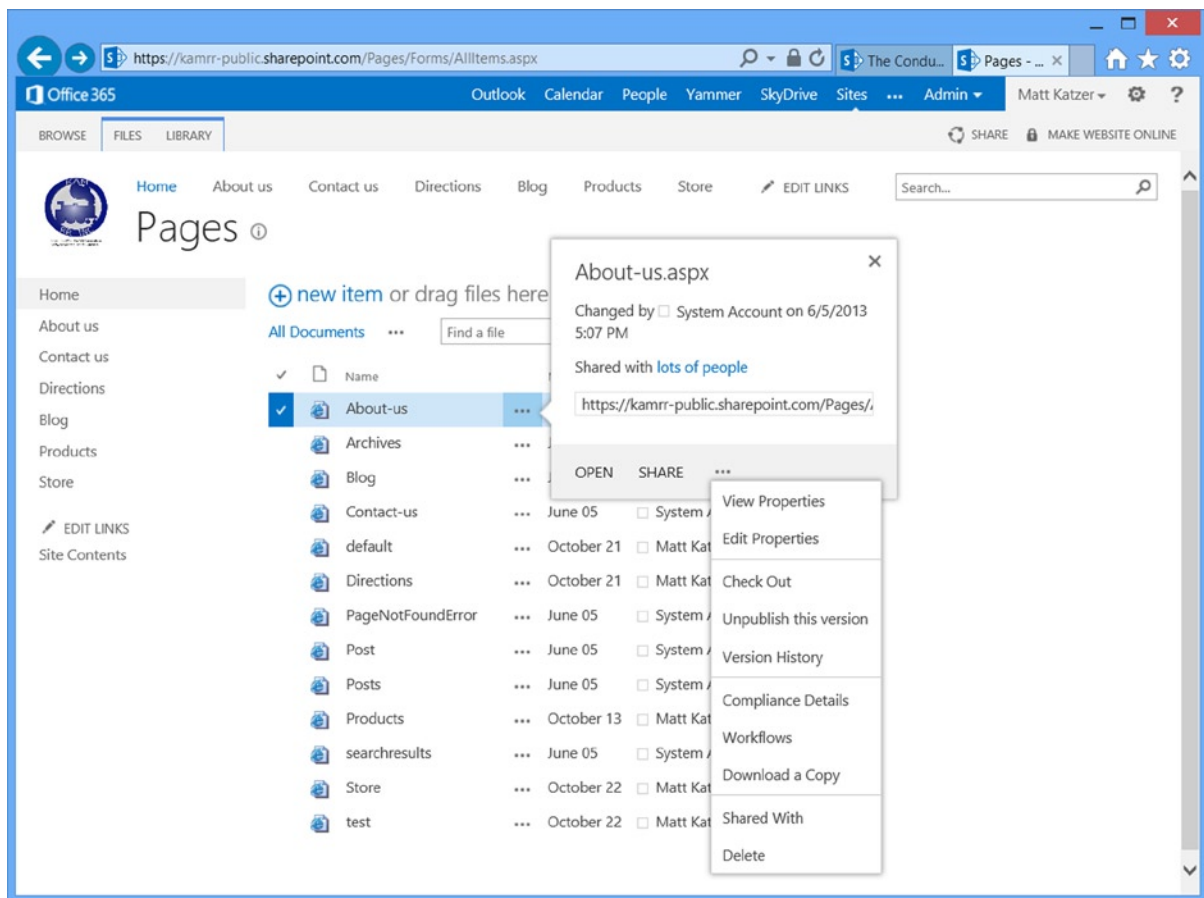 https://kamrr-public.sharepoint.com/Pages/Forms/AllItems.aspx
The Condu...
Pages - ...
Office 365
Outlook Calendar People Yammer SkyDrive Sites ... Admin Matt Katzer ?
BROWSE FILES LIBRARY SHARE MAKE WEBSITE ONLINE
Home About us Contact us Directions Blog Products Store EDIT LINKS Search...
Pages
Home
About us
Contact us
Directions
Blog
Products
Store
EDIT LINKS
Site Contents
new item or drag files here
All Documents ... Find a file
Name
About-us ...
Archives ...
Blog ...
Contact-us ... June 05 System
default ... October 21 Matt Kat
Directions ... October 21 Matt Kat
PageNotFoundError ... June 05 System
Post ... June 05 System
Posts ... June 05 System
Products ... October 13 Matt Kat
searchresults ... June 05 System
Store ... October 22 Matt Kat
test ... October 22 Matt Kat
About-us.aspx
Changed by System Account on 6/5/2013
5:07 PM
Shared with lots of people
https://kamrr-public.sharepoint.com/Pages/
OPEN SHARE ...
View Properties
Edit Properties
Check Out
Unpublish this version
Version History
Compliance Details
Workflows
Download a Copy
Shared With
Delete